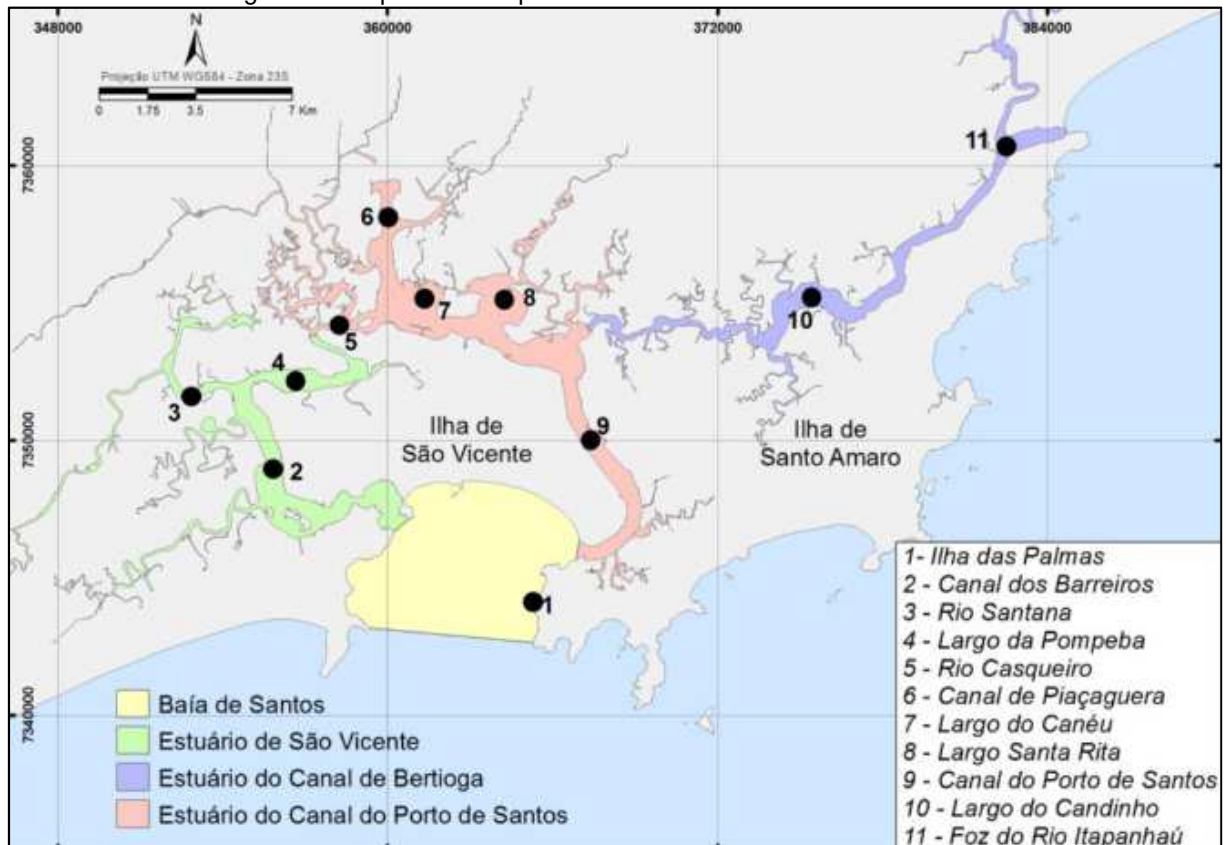 348000
360000
372000
384000
N
Projeção UTM WGS84 - Zona 23S
0 1.75 3.5 7 Km
7360000
7350000
7340000
11
6
7
8
5
10
4
3
9
2
1
Ilha de
São Vicente
Ilha de
Santo Amaro
Baía de Santos
Estuário de São Vicente
Estuário do Canal de Bertioga
Estuário do Canal do Porto de Santos
1- Ilha das Palmas
2 - Canal dos Barreiros
3 - Rio Santana
4 - Largo da Pompeba
5 - Rio Casqueiro
6 - Canal de Piaçaguera
7 - Largo do Canéu
8 - Largo Santa Rita
9 - Canal do Porto de Santos
10 - Largo do Candinho
11 - Foz do Rio Itapanhaú